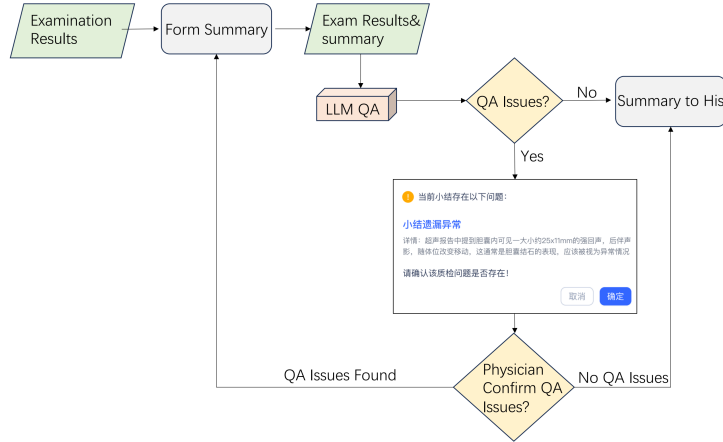 Examination
Results
Form Summary
Exam Results&
summary
LLM QA
QA Issues?
No
Summary to His
Yes
! 当前小结存在以下问题：
小结遗漏异常
详情：超声报告中提到胆囊内可见一大小约25x11mm的强回声，后伴声
影，随体位改变移动，这通常是胆囊结石的表现，应该被视为异常情况
请确认该质检问题是否存在！
取消
确定
QA Issues Found
Physician
Confirm QA
Issues?
No QA Issues